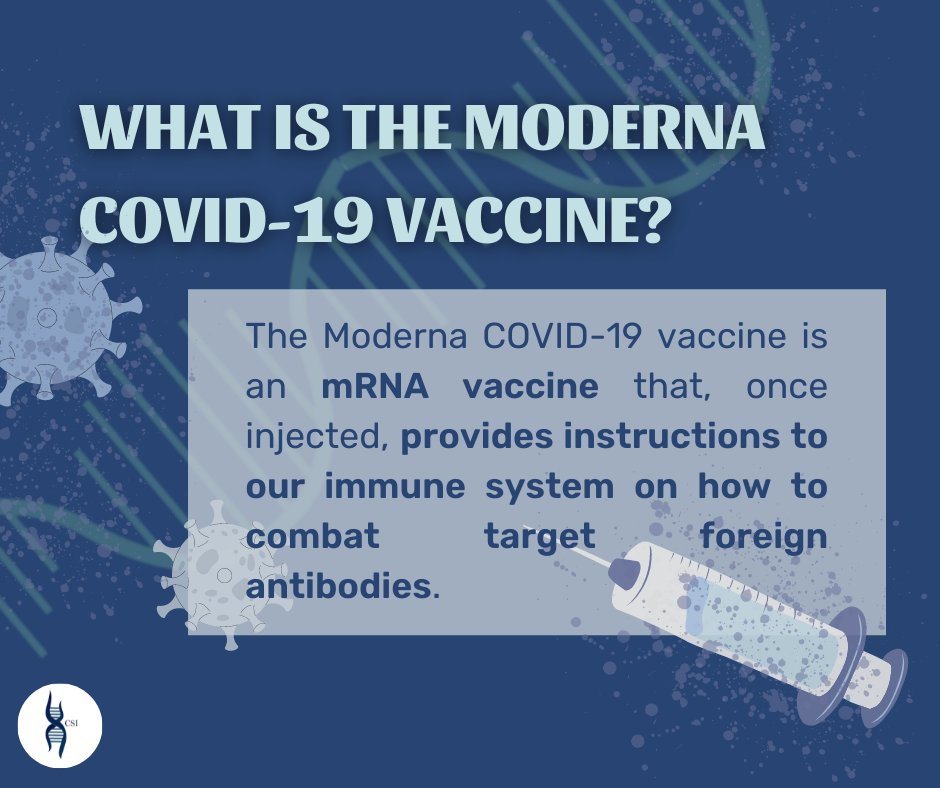 WHAT IS THE MODERNA
COVID-19 VACCINE?
The Moderna COVID-19 vaccine is
an mRNA vaccine that, once
injected, provides instructions to
our immune system on how to
combat target foreign
antibodies.
CSI